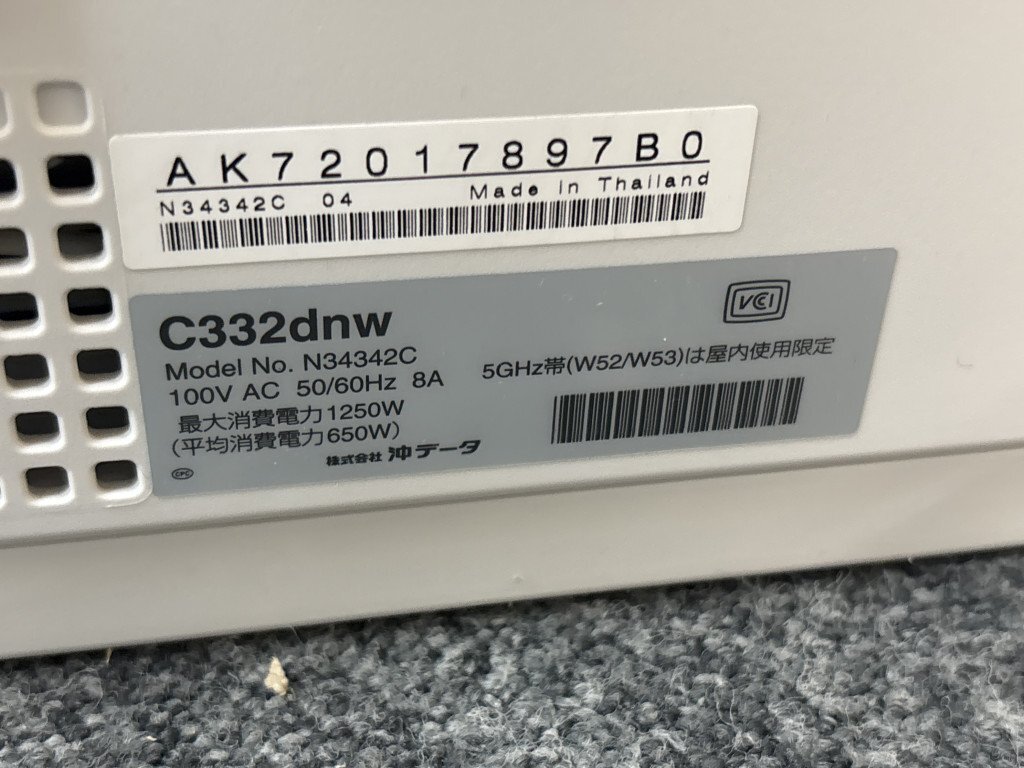 AK72017897B0
N34342C 04 Made in Thailand
C332dnw
VCCI
Model No. N34342C
100V AC 50/60Hz 8A
5GHz帯(W52/W53)は屋内使用限定
最大消費電力1250W
(平均消費電力650W)
株式会社 沖データ
CPC